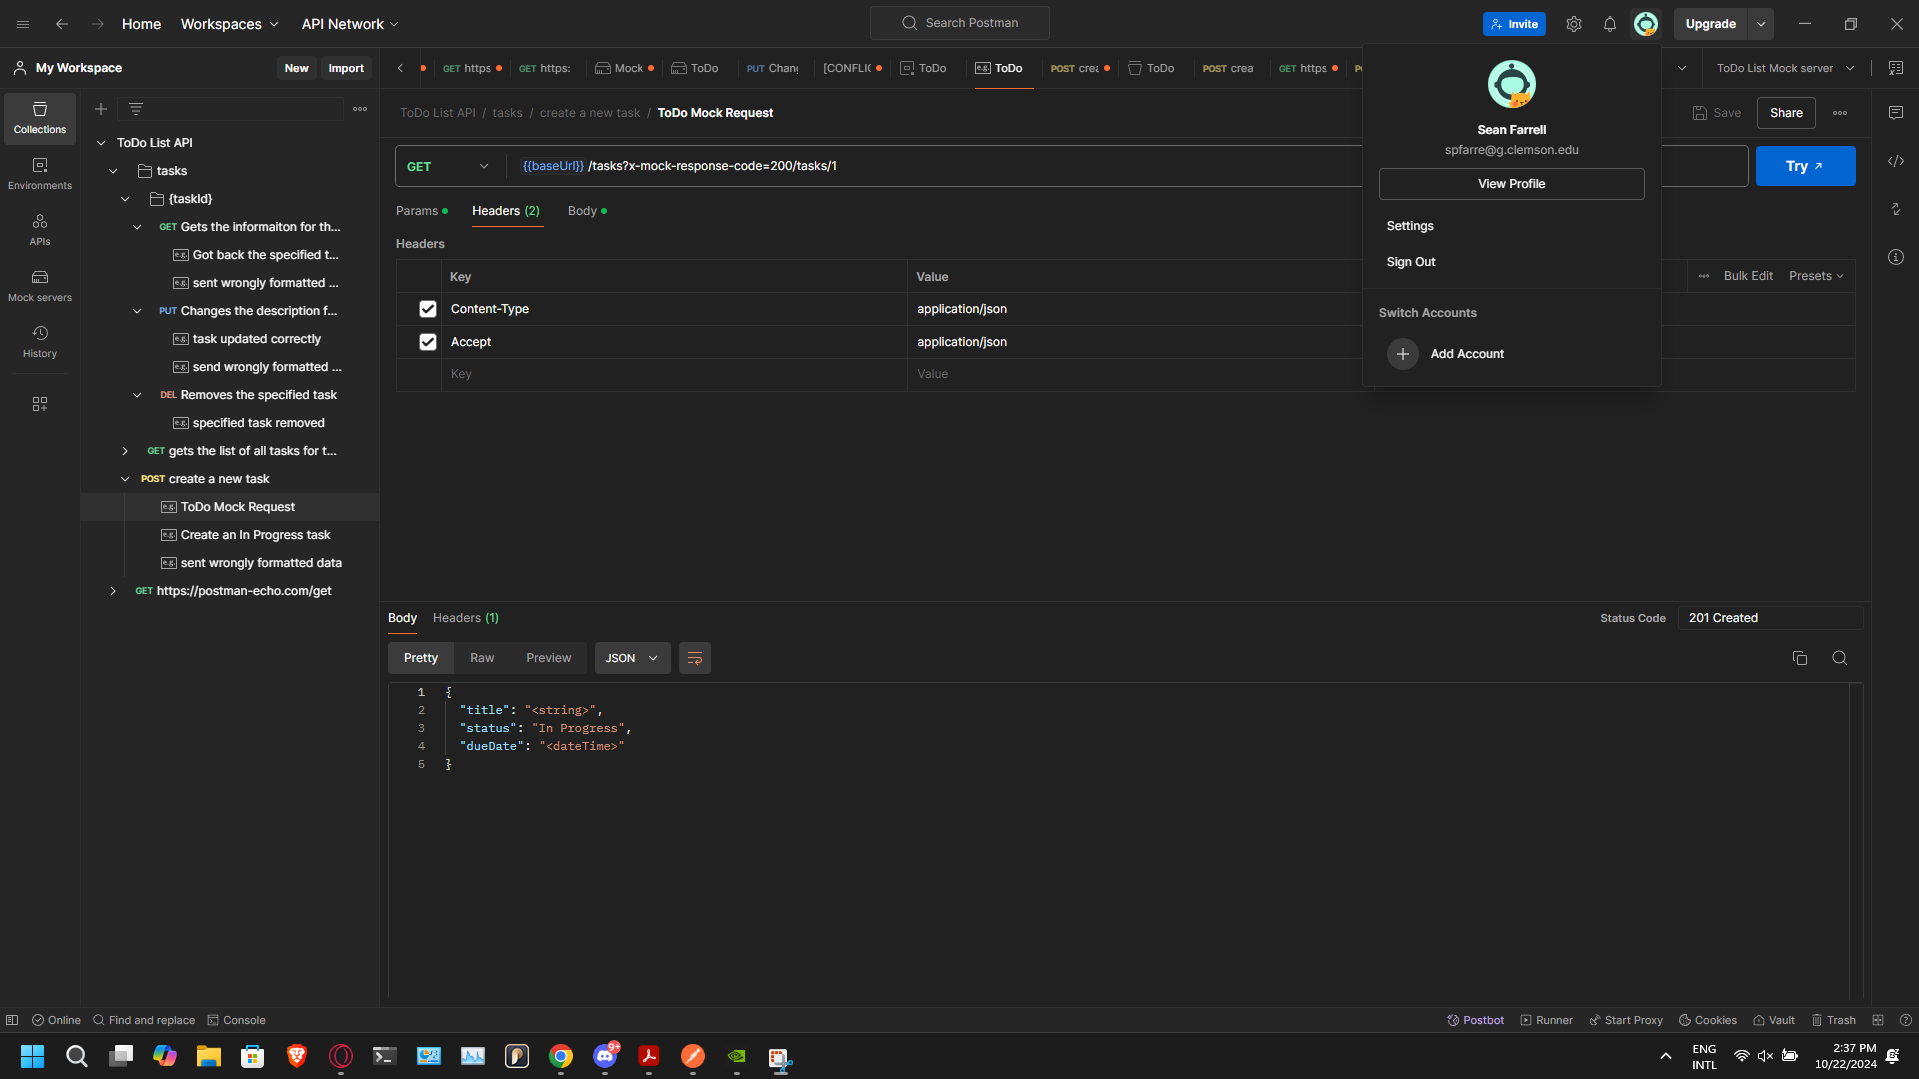 Home
Workspaces
API Network
Search Postman
Invite
Upgrade
My Workspace
New
Import
GET https
GET https:
Mock
ToDo
PUT Chang
[CONFLIC
ToDo
ToDo
POST crea
ToDo
POST crea
GET https
ToDo List Mock server
Collections
Environments
APIs
Mock servers
History
ToDo List API
tasks
{taskId}
GET Gets the informaiton for th...
e.g. Got back the specified t...
e.g. sent wrongly formatted ...
PUT Changes the description f...
e.g. task updated correctly
e.g. send wrongly formatted ...
DEL Removes the specified task
e.g. specified task removed
GET gets the list of all tasks for t...
POST create a new task
e.g. ToDo Mock Request
e.g. Create an In Progress task
e.g. sent wrongly formatted data
GET https://postman-echo.com/get
ToDo List API / tasks / create a new task / ToDo Mock Request
Save
Share
GET
{{baseUrl}} /tasks?x-mock-response-code=200/tasks/1
Try
Params
Headers (2)
Body
Headers
Key
Value
Bulk Edit
Presets
Content-Type
application/json
Accept
application/json
Key
Value
Sean Farrell
spfarre@g.clemson.edu
View Profile
Settings
Sign Out
Switch Accounts
Add Account
Body
Headers (1)
Status Code
201 Created
Pretty
Raw
Preview
JSON
1 {
2 "title": "<string>",
3 "status": "In Progress",
4 "dueDate": "<dateTime>"
5 }
Online
Find and replace
Console
Postbot
Runner
Start Proxy
Cookies
Vault
Trash
9+
ENG
INTL
2:37 PM
10/22/2024